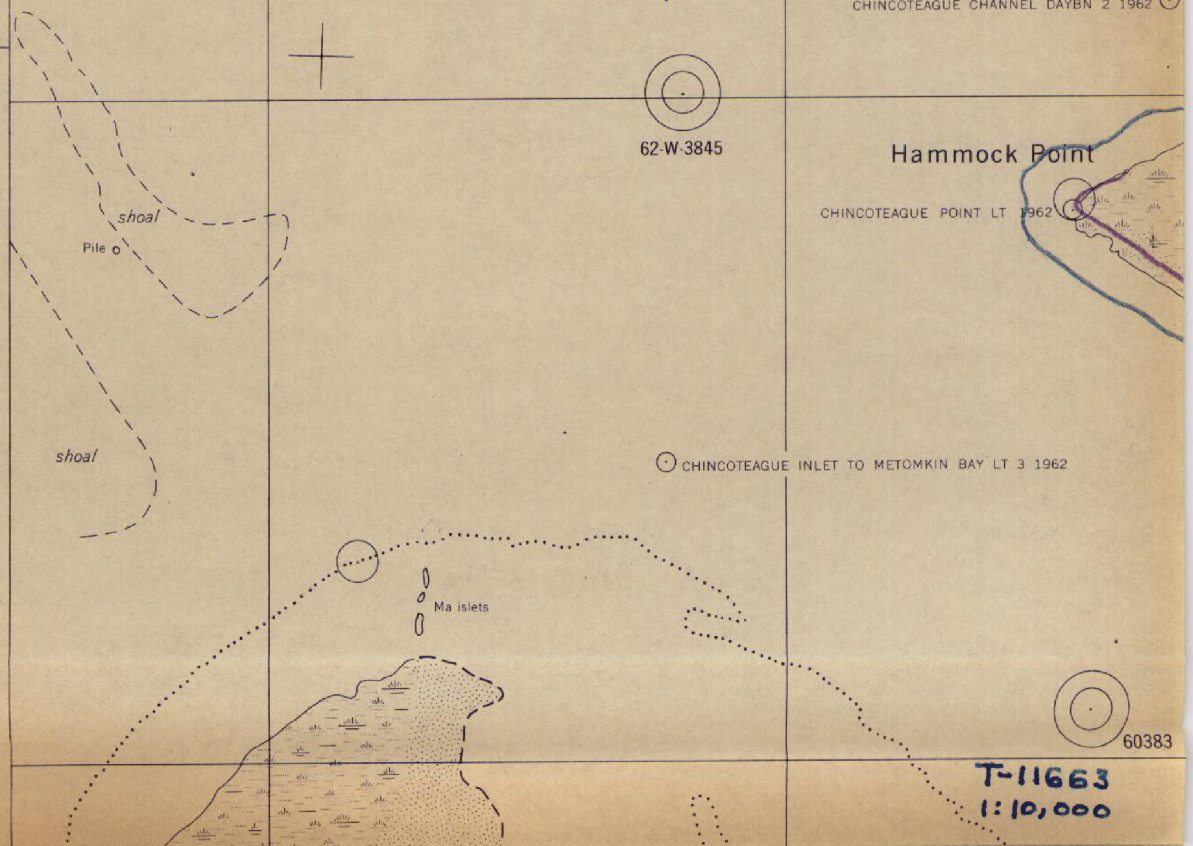 CHINCOTEAGUE CHANNEL DAYBN 2 1962
62-W-3845
Hammock Point
CHINCOTEAGUE POINT LT 1962
shoal
Pile
shoal
CHINCOTEAGUE INLET TO METOMKIN BAY LT 3 1962
Ma islets
60383
T-11663
1:10,000